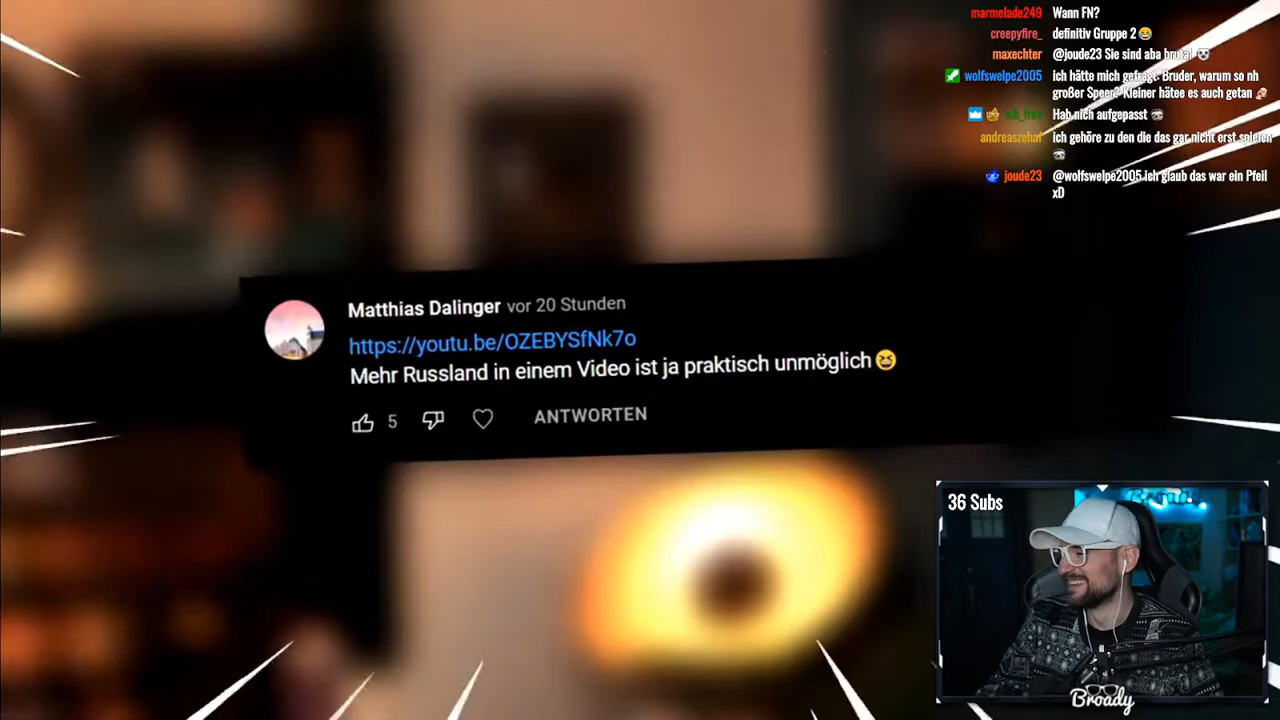 marmelade249 Wann FN?
creepyfire_ definitiv Gruppe 2 😂
maxechter @joude23 Sie sind aba brutal
wolfswelpe2005 ich hätte mich gefragt: Bruder, warum so nh
großer Speer? Kleiner hätee es auch getan
Hab nich aufgepasst
andreaszehaf ich gehöre zu den die das gar nicht erst spielen
joude23 @wolfswelpe2005 ich glaub das war ein Pfeil
xD
Matthias Dalinger vor 20 Stunden
https://youtu.be/OZEBYSfNk7o
Mehr Russland in einem Video ist ja praktisch unmöglich 😆
5 ANTWORTEN
36 Subs
Broady
Broady